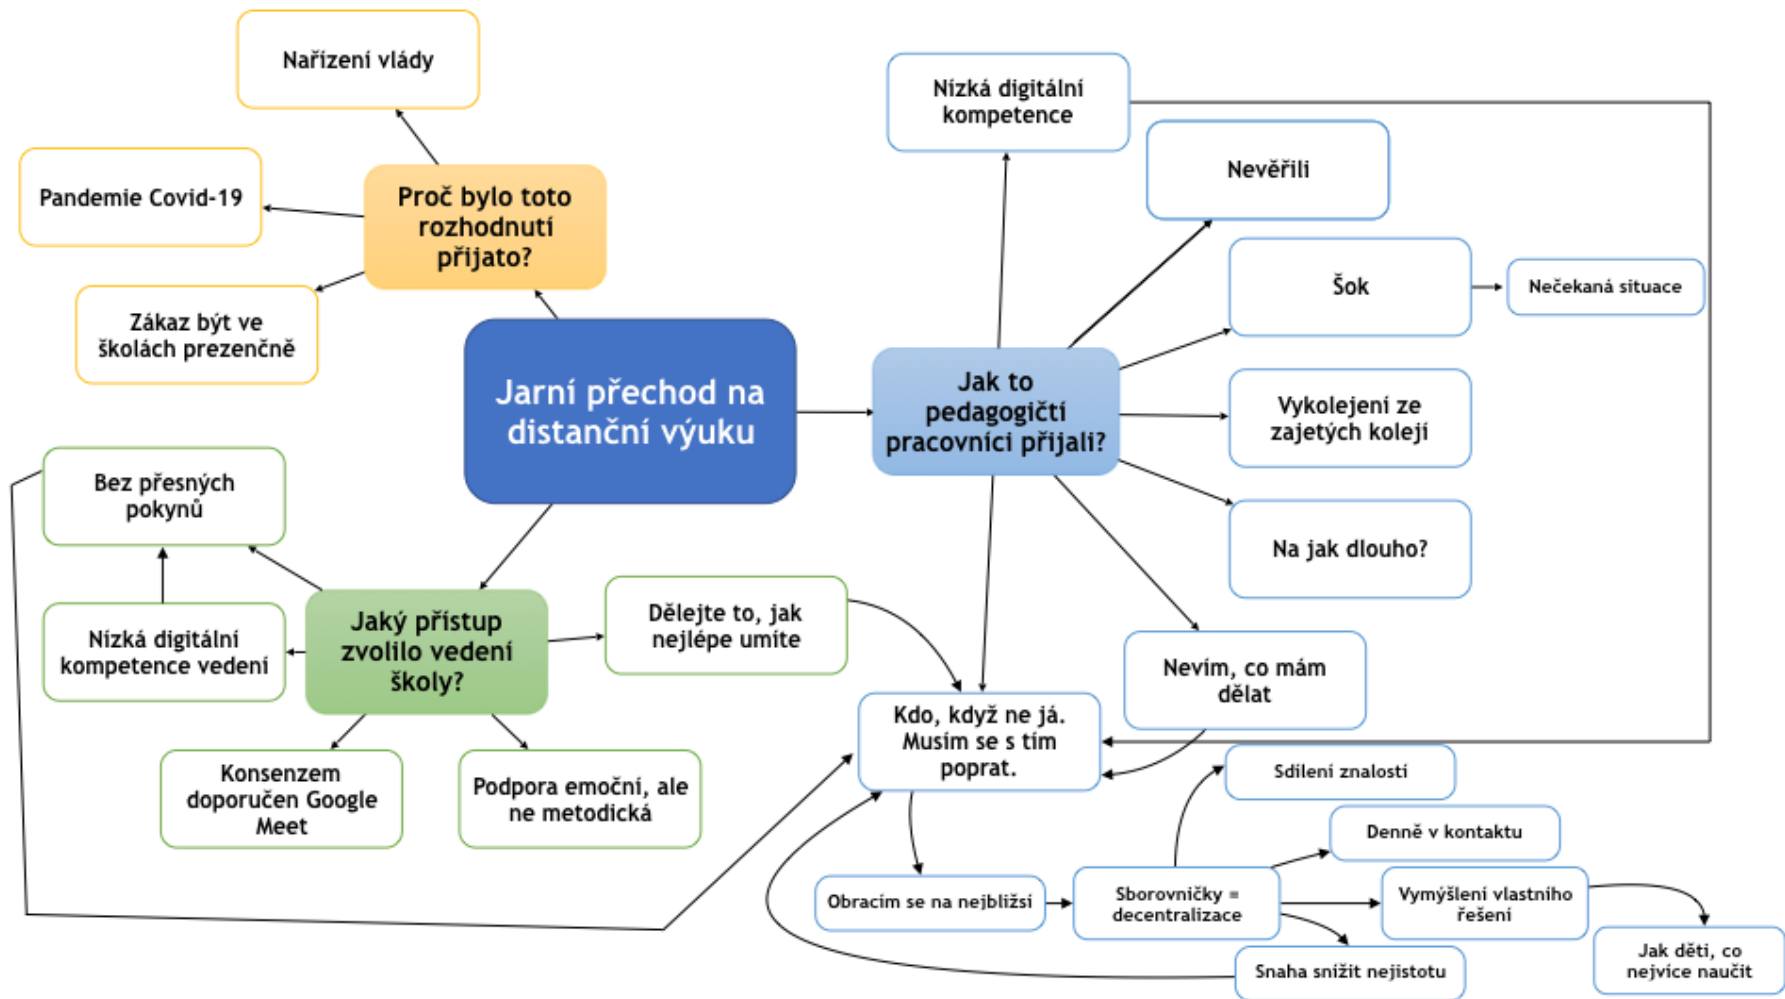 Nařízení vlády
Pandemie Covid-19
Zákaz být ve
školách prezenčně
Proč bylo toto
rozhodnutí
přijato?
Jarní přechod na
distanční výuku
Jak to
pedagogičtí
pracovníci přijali?
Nízká digitální
kompetence
Nevěřili
Šok
Nečekaná situace
Vykolejení ze
zajetých kolejí
Na jak dlouho?
Nevím, co mám
dělat
Bez přesných
pokynů
Nízká digitální
kompetence vedení
Jaký přístup
zvolilo vedení
školy?
Dělejte to, jak
nejlépe umíte
Konsenzem
doporučen Google
Meet
Podpora emoční, ale
ne metodická
Kdo, když ne já.
Musím se s tím
poprat.
Obracím se na nejbližší
Sborovničky =
decentralizace
Sdílení znalostí
Denně v kontaktu
Vymýšlení vlastního
řešení
Jak děti, co
nejvíce naučit
Snaha snížit nejistotu